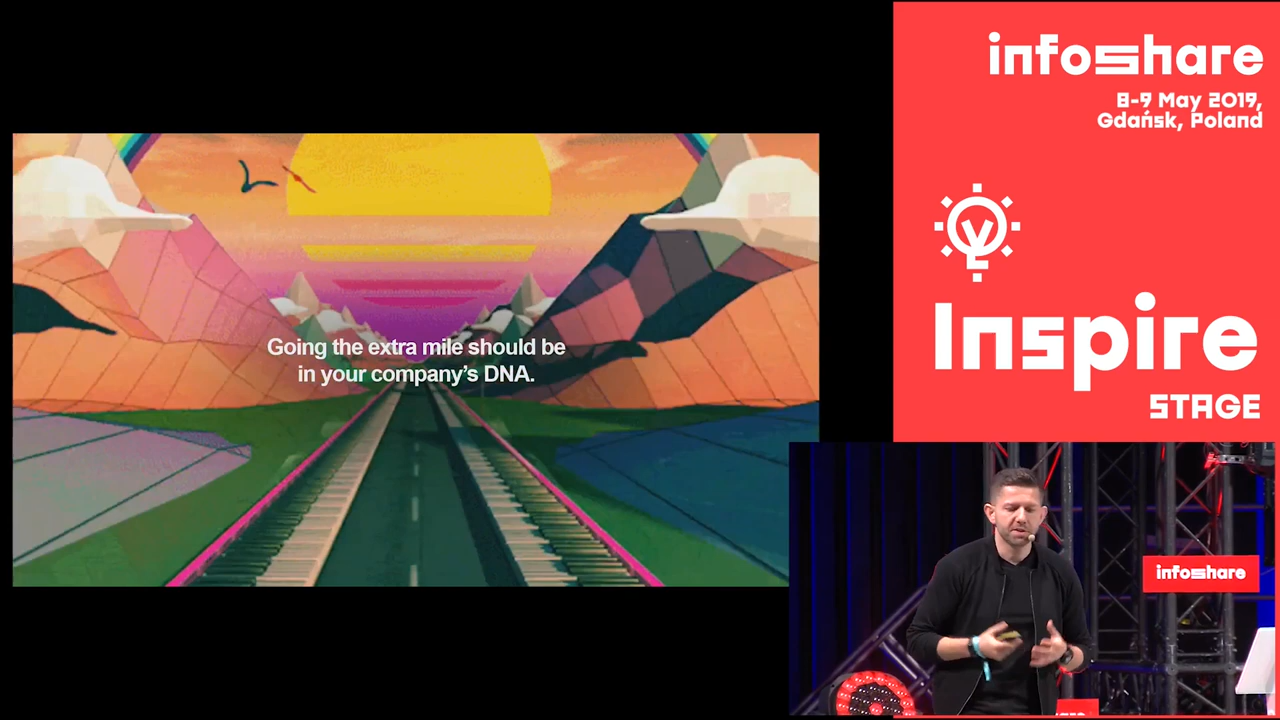 Going the extra mile should be
in your company's DNA.
infoshare
8-9 May 2019,
Gdańsk, Poland
Inspire
STAGE
infoshare